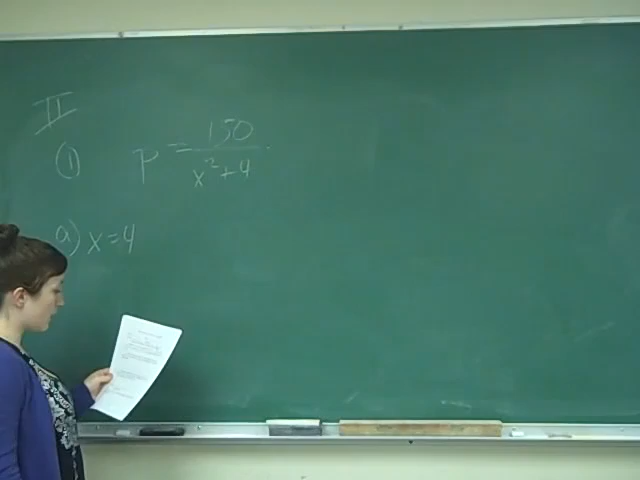 II
① p = 150 / x² + 4
a) x = 4